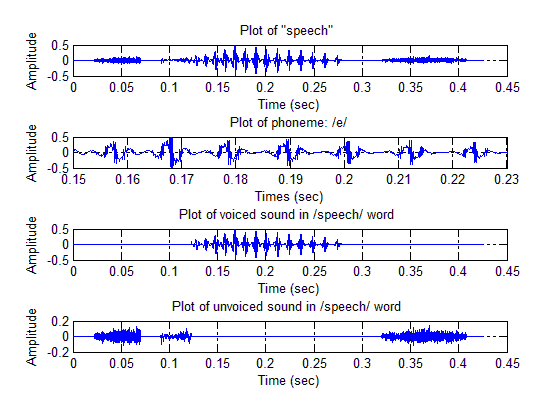 Plot of "speech"
Amplitude
0.5
0
-0.5
0 0.05 0.1 0.15 0.2 0.25 0.3 0.35 0.4 0.45
Time (sec)
Plot of phoneme: /e/
Amplitude
0.5
0
-0.5
0.15 0.16 0.17 0.18 0.19 0.2 0.21 0.22 0.23
Times (sec)
Plot of voiced sound in /speech/ word
Amplitude
0.5
0
-0.5
0 0.05 0.1 0.15 0.2 0.25 0.3 0.35 0.4 0.45
Time (sec)
Plot of unvoiced sound in /speech/ word
Amplitude
0.2
0
-0.2
0 0.05 0.1 0.15 0.2 0.25 0.3 0.35 0.4 0.45
Time (sec)